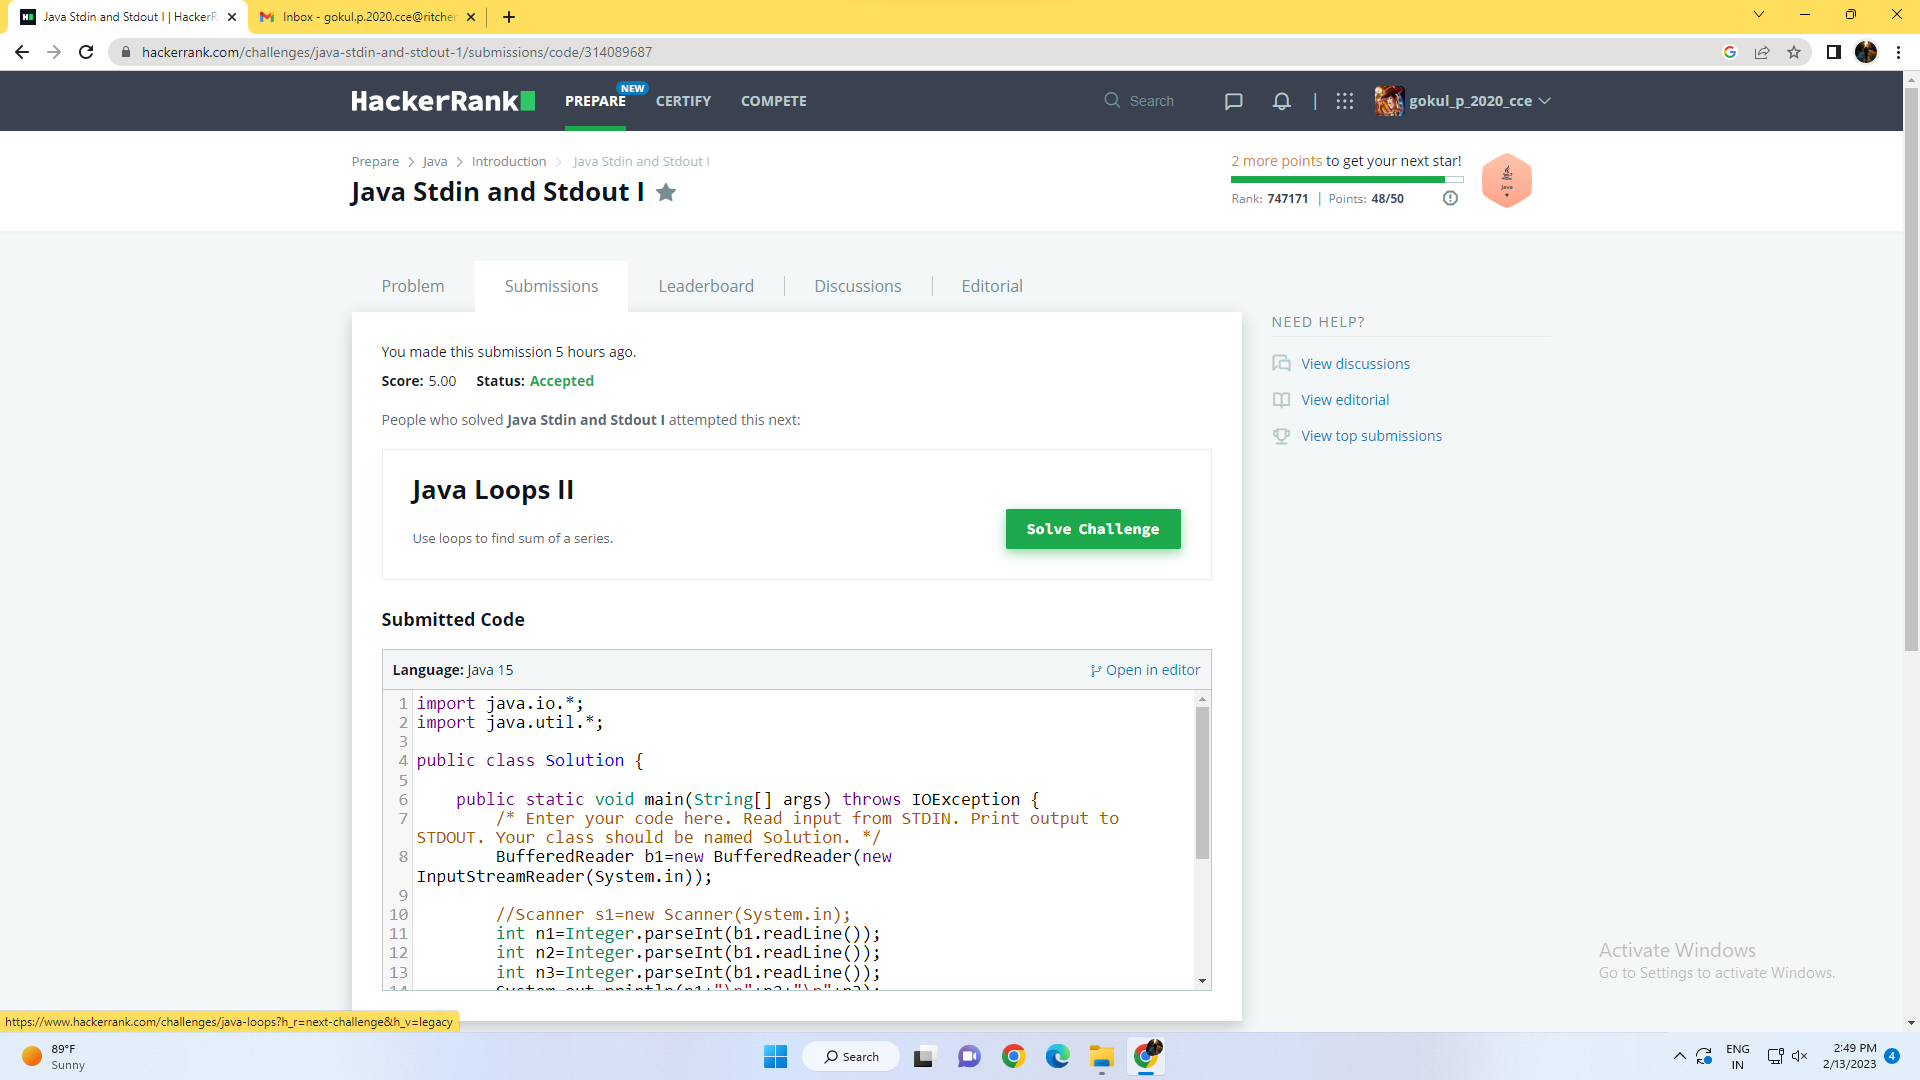 Java Stdin and Stdout I | HackerR
Inbox - gokul.p.2020.cce@ritcher
hackerrank.com/challenges/java-stdin-and-stdout-1/submissions/code/314089687
HackerRank
PREPARE
NEW
CERTIFY
COMPETE
Search
gokul_p_2020_cce
Prepare > Java > Introduction > Java Stdin and Stdout I
Java Stdin and Stdout I
2 more points to get your next star!
Rank: 747171 | Points: 48/50
Java
Problem
Submissions
Leaderboard
Discussions
Editorial
You made this submission 5 hours ago.
Score: 5.00 Status: Accepted
People who solved Java Stdin and Stdout I attempted this next:
Java Loops II
Use loops to find sum of a series.
Solve Challenge
NEED HELP?
View discussions
View editorial
View top submissions
Submitted Code
Language: Java 15
Open in editor
1 import java.io.*;
2 import java.util.*;
3
4 public class Solution {
5
6 public static void main(String[] args) throws IOException {
7 /* Enter your code here. Read input from STDIN. Print output to
STDOUT. Your class should be named Solution. */
8 BufferedReader b1=new BufferedReader(new
InputStreamReader(System.in));
9
10 //Scanner s1=new Scanner(System.in);
11 int n1=Integer.parseInt(b1.readLine());
12 int n2=Integer.parseInt(b1.readLine());
13 int n3=Integer.parseInt(b1.readLine());
14 System.out.println(n1+"\n"+n2+"\n"+n3);
Activate Windows
Go to Settings to activate Windows.
https://www.hackerrank.com/challenges/java-loops?h_r=next-challenge&h_v=legacy
89°F
Sunny
Search
ENG
IN
2:49 PM
2/13/2023
4